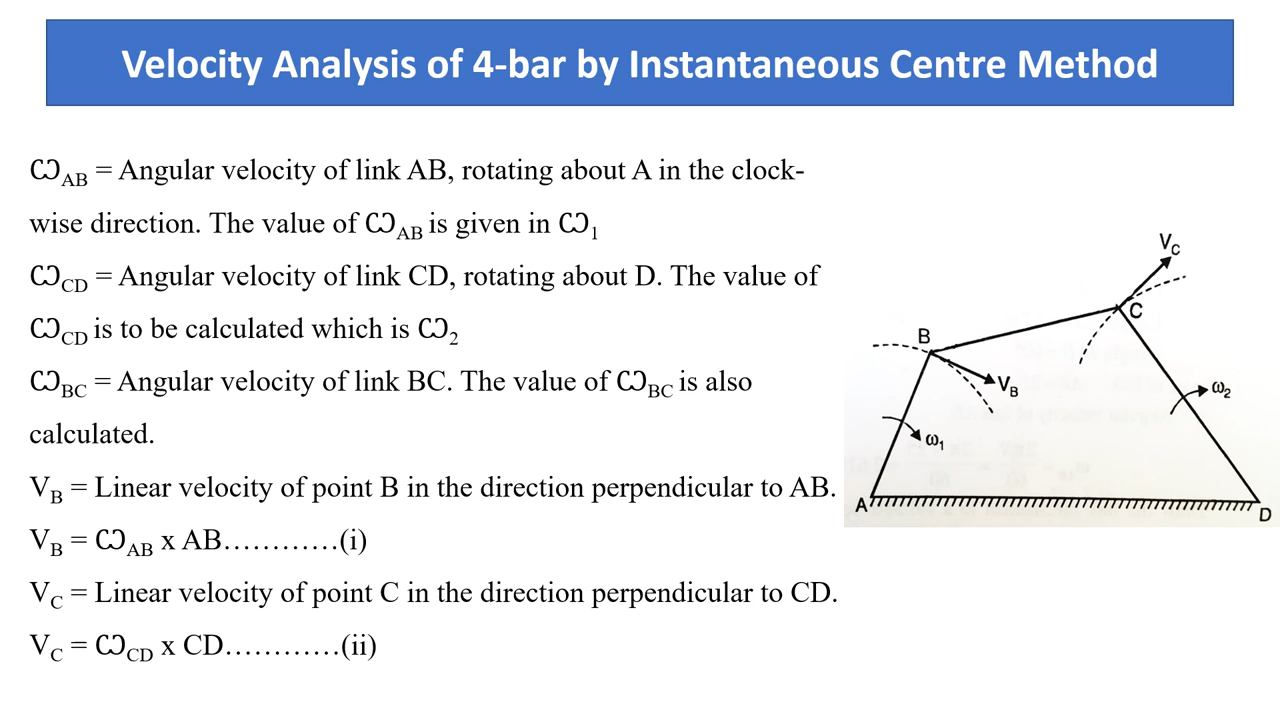 Velocity Analysis of 4-bar by Instantaneous Centre Method
ѠAB = Angular velocity of link AB, rotating about A in the clock-
wise direction. The value of ѠAB is given in Ѡ1
ѠCD = Angular velocity of link CD, rotating about D. The value of
ѠCD is to be calculated which is Ѡ2
ѠBC = Angular velocity of link BC. The value of ѠBC is also
calculated.
VB = Linear velocity of point B in the direction perpendicular to AB.
VB = ѠAB x AB…………(i)
VC = Linear velocity of point C in the direction perpendicular to CD.
VC = ѠCD x CD…………(ii)
VC
C
B
VB
ω2
ω1
A
D